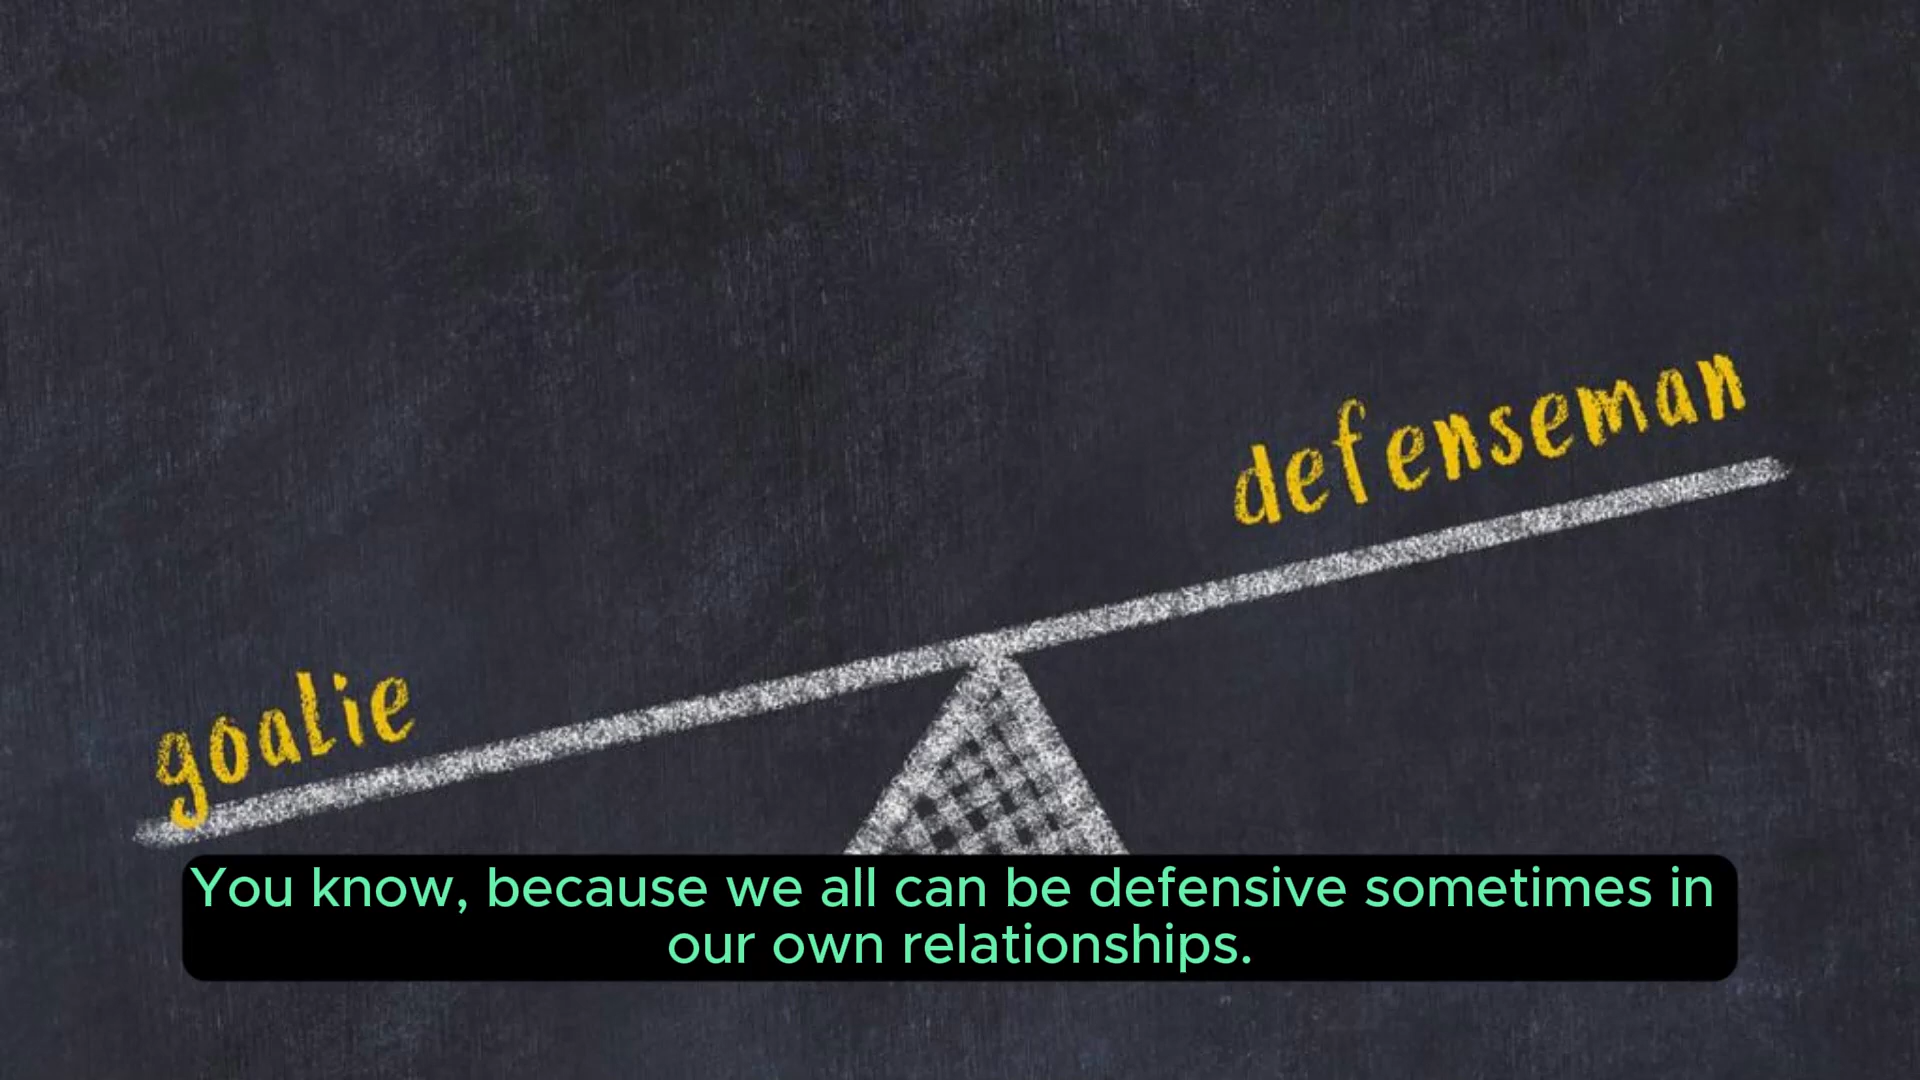 defenseman
goalie
You know, because we all can be defensive sometimes in
our own relationships.